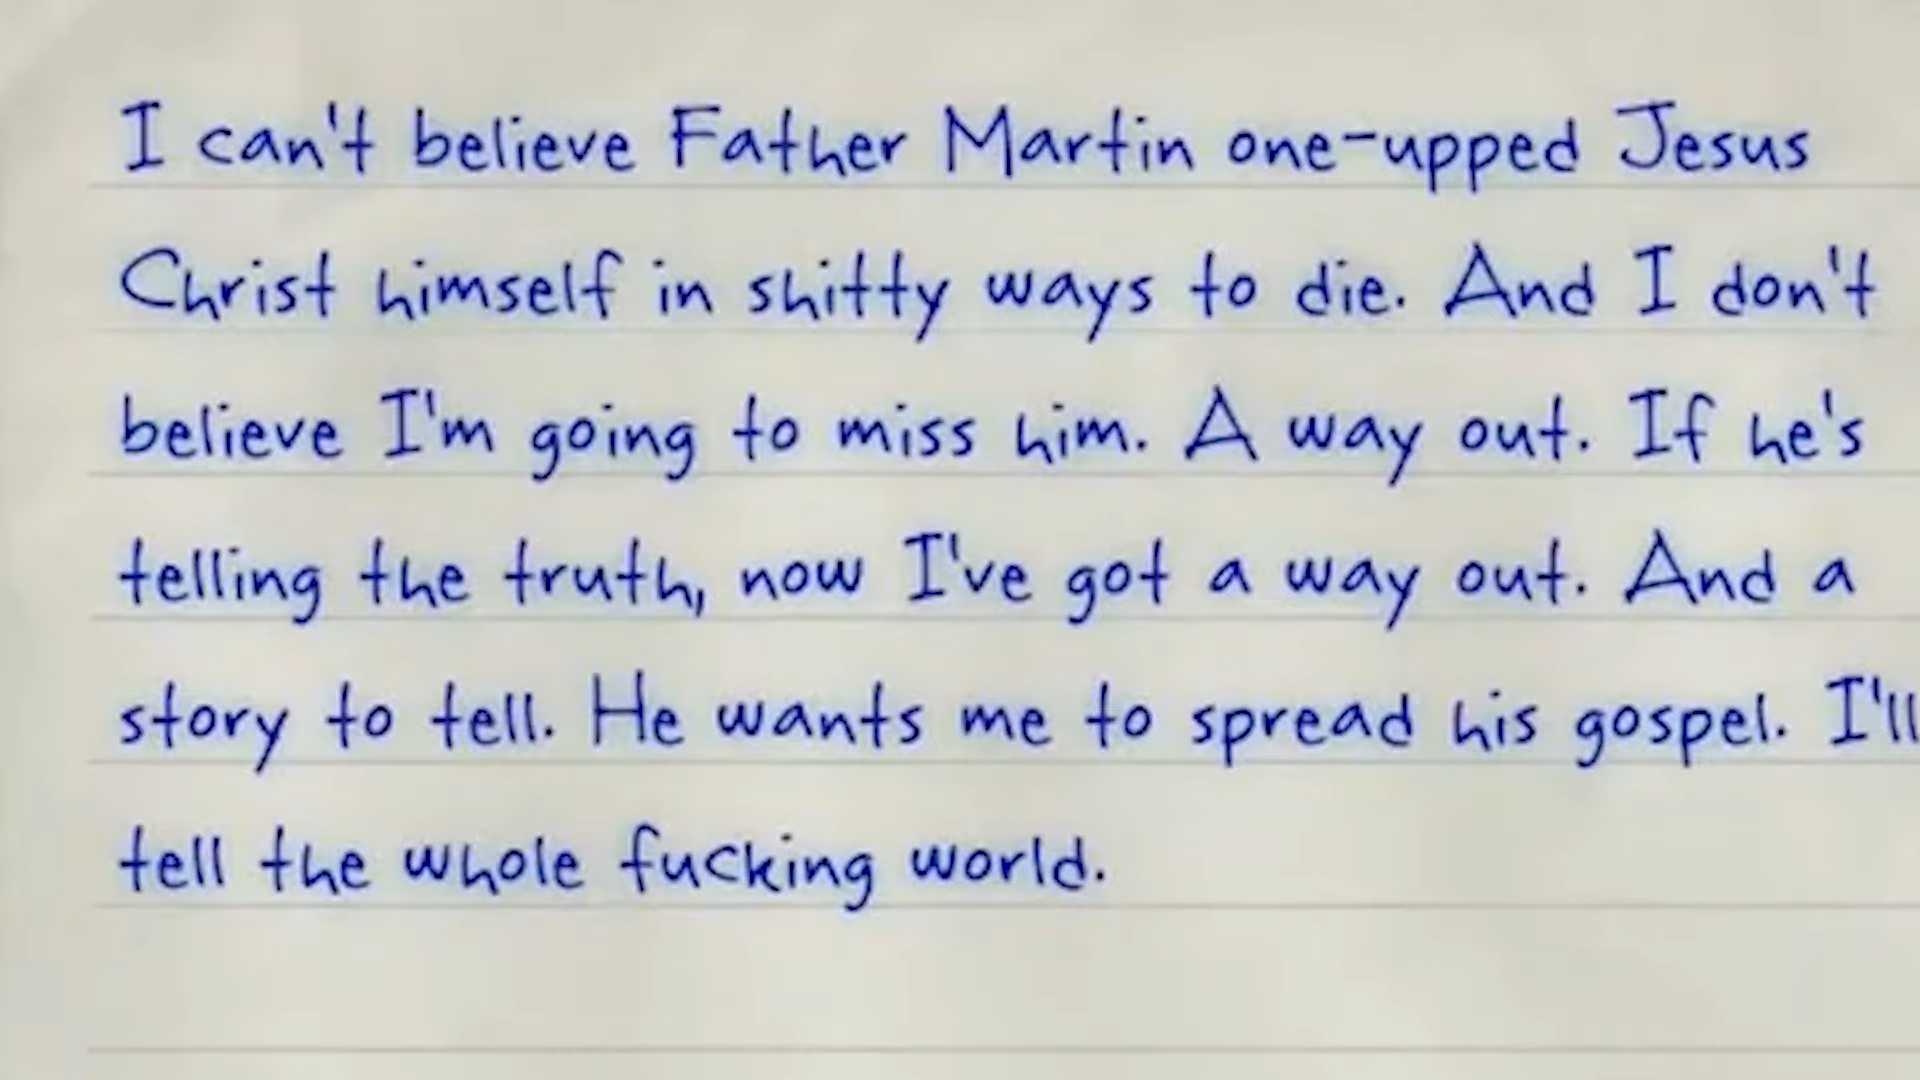 I can't believe Father Martin one-upped Jesus
Christ himself in shitty ways to die. And I don't
believe I'm going to miss him. A way out. If he's
telling the truth, now I've got a way out. And a
story to tell. He wants me to spread his gospel. I'll
tell the whole fucking world.